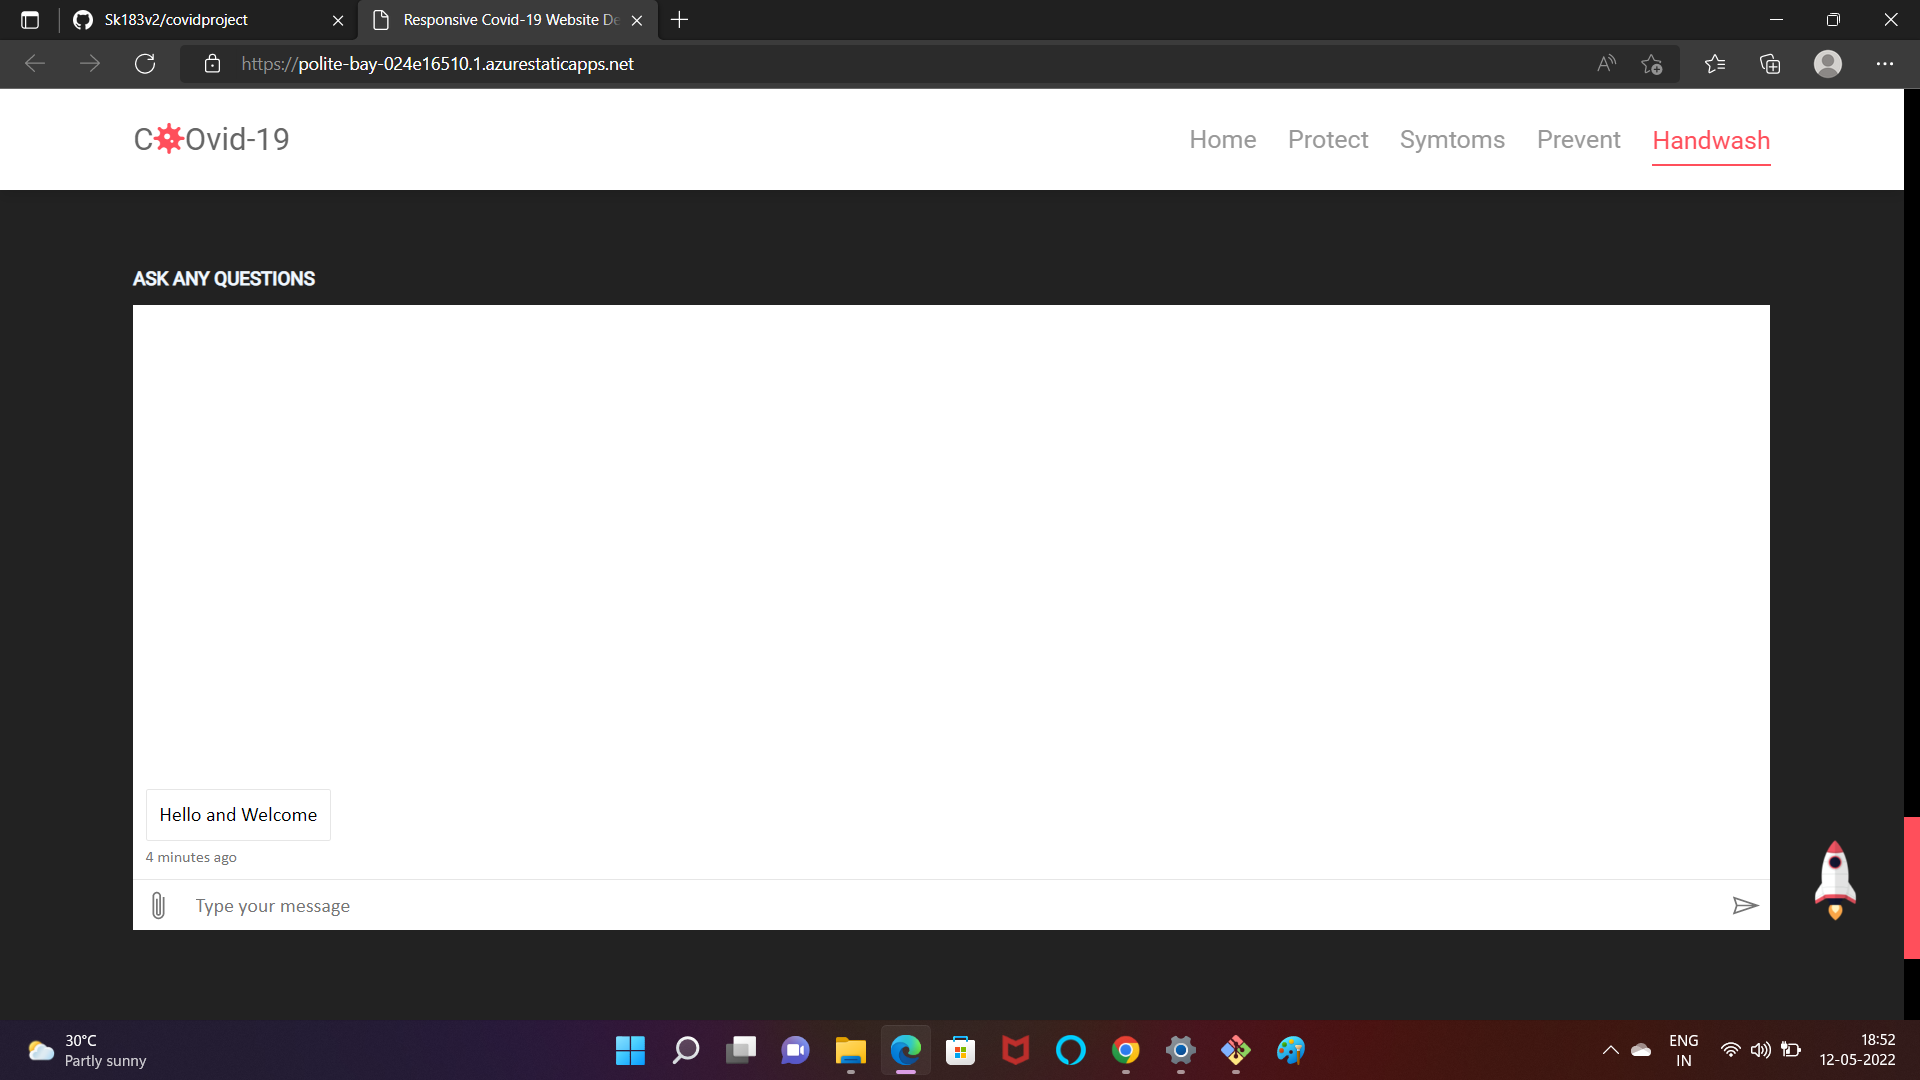 Sk183v2/covidproject
Responsive Covid-19 Website De
https://polite-bay-024e16510.1.azurestaticapps.net
C Ovid-19
Home Protect Symtoms Prevent Handwash
ASK ANY QUESTIONS
Hello and Welcome
4 minutes ago
Type your message
30°C
Partly sunny
ENG
IN
18:52
12-05-2022